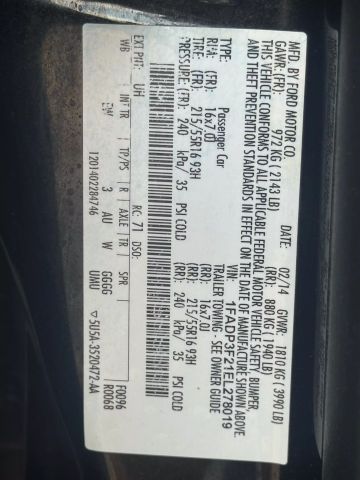 MFD. BY FORD MOTOR CO. 02/14 GVWR: 1810 KG ( 3990 LB)
GAWR: (FR) 972 KG ( 2143 LB) (RR) 880 KG ( 1940 LB)
THIS VEHICLE CONFORMS TO ALL APPLICABLE FEDERAL MOTOR VEHICLE SAFETY, BUMPER,
AND THEFT PREVENTION STANDARDS IN EFFECT ON THE DATE OF MANUFACTURE SHOWN ABOVE.
VIN: 1FADP3F21EL278019
TYPE: Passenger Car TRAILER TOWING - SEE OWNER GUIDE
RIM: (FR) 16x7.0J (RR): 16x7.0J
TIRE: (FR): 215/55R16 93H (RR): 215/55R16 93H
PRESSURE (FR): 240 kPa/ 35 PSI COLD (RR): 240 kPa/ 35 PSI COLD
EXT PNT: UH RC: 71 DSO: F0096
WB INT TR TP/PS R AXLE TR SPR R0068
3 AU W GGGG UMU
1201402284746 5U5A-3520472-AA